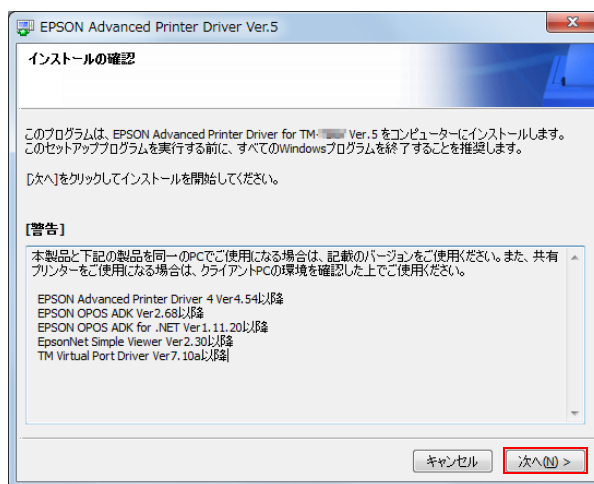 EPSON Advanced Printer Driver Ver.5
インストールの確認
このプログラムは、EPSON Advanced Printer Driver for TM- Ver.5 をコンピューターにインストールします。
このセットアッププログラムを実行する前に、すべてのWindowsプログラムを終了することを推奨します。
[次へ]をクリックしてインストールを開始してください。
[警告]
本製品と下記の製品を同一のPCでご使用になる場合は、記載のバージョンをご使用ください。また、共有
プリンターをご使用になる場合は、クライアントPCの環境を確認した上でご使用ください。
EPSON Advanced Printer Driver 4 Ver4.54以降
EPSON OPOS ADK Ver2.68以降
EPSON OPOS ADK for .NET Ver1.11.20以降
EpsonNet Simple Viewer Ver2.30以降
TM Virtual Port Driver Ver7.10a以降
キャンセル
次へ(N) >